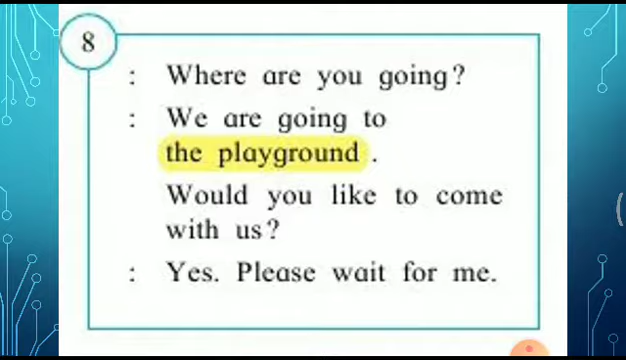 8
: Where are you going?
: We are going to
the playground .
Would you like to come
with us?
: Yes. Please wait for me.